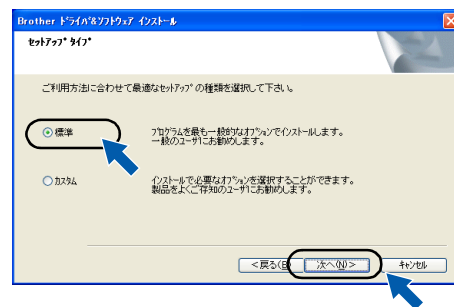 Brother ﾄﾞﾗｲﾊﾞ&ｿﾌﾄｳｪｱ ｲﾝｽﾄｰﾙ
ｾｯﾄｱｯﾌﾟ ﾀｲﾌﾟ
ご利用方法に合わせて最適なｾｯﾄｱｯﾌﾟの種類を選択して下さい。
標準
ﾌﾟﾛｸﾞﾗﾑを最も一般的なｵﾌﾟｼｮﾝでｲﾝｽﾄｰﾙします。
一般のﾕｰｻﾞにお勧めします。
ｶｽﾀﾑ
ｲﾝｽﾄｰﾙで必要なｵﾌﾟｼｮﾝを選択することができます。
製品をよくご存知のﾕｰｻﾞにお勧めします。
<戻る(B) 次へ(N)> ｷｬﾝｾﾙ